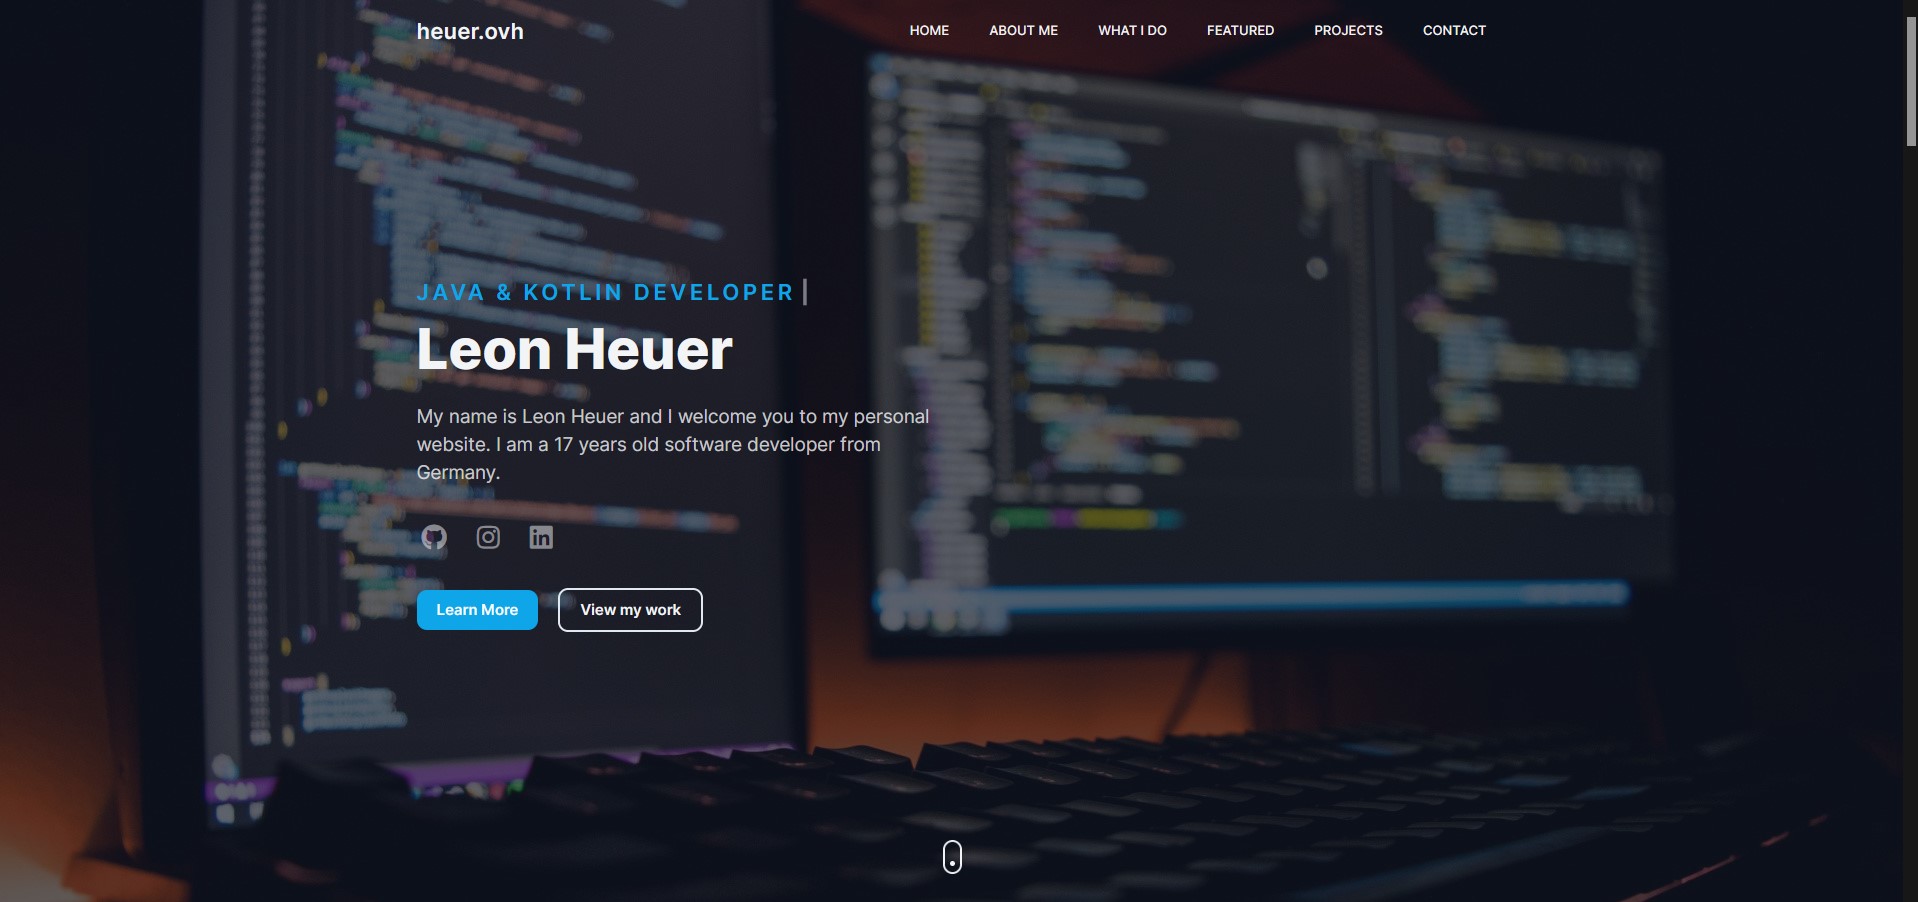 heuer.ovh
HOME ABOUT ME WHAT I DO FEATURED PROJECTS CONTACT
JAVA & KOTLIN DEVELOPER
Leon Heuer
My name is Leon Heuer and I welcome you to my personal
website. I am a 17 years old software developer from
Germany.
Learn More View my work